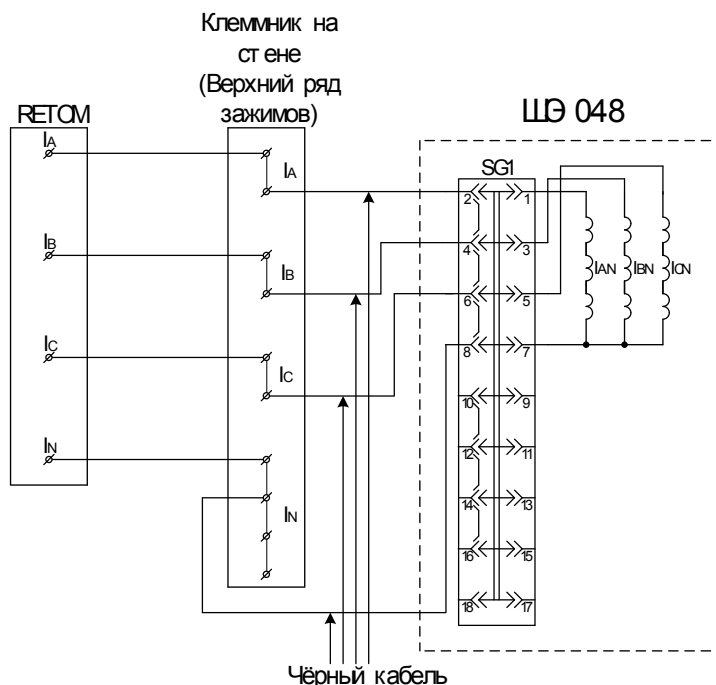 Клеммник на
стене
(Верхний ряд
зажимов)
RETOM
ШЭ 048
IA
IB
IC
IN
IA
IB
IC
IN
SG1
2 1
4 3
6 5
8 7
10 9
12 11
14 13
16 15
18 17
IAN IBN ICN
Чёрный кабель